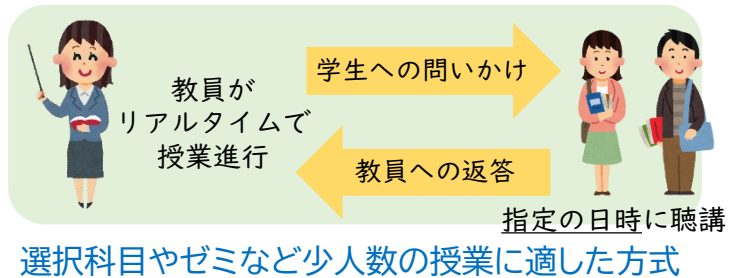 教員が
リアルタイムで
授業進行
学生への問いかけ
教員への返答
指定の日時に聴講
選択科目やゼミなど少人数の授業に適した方式